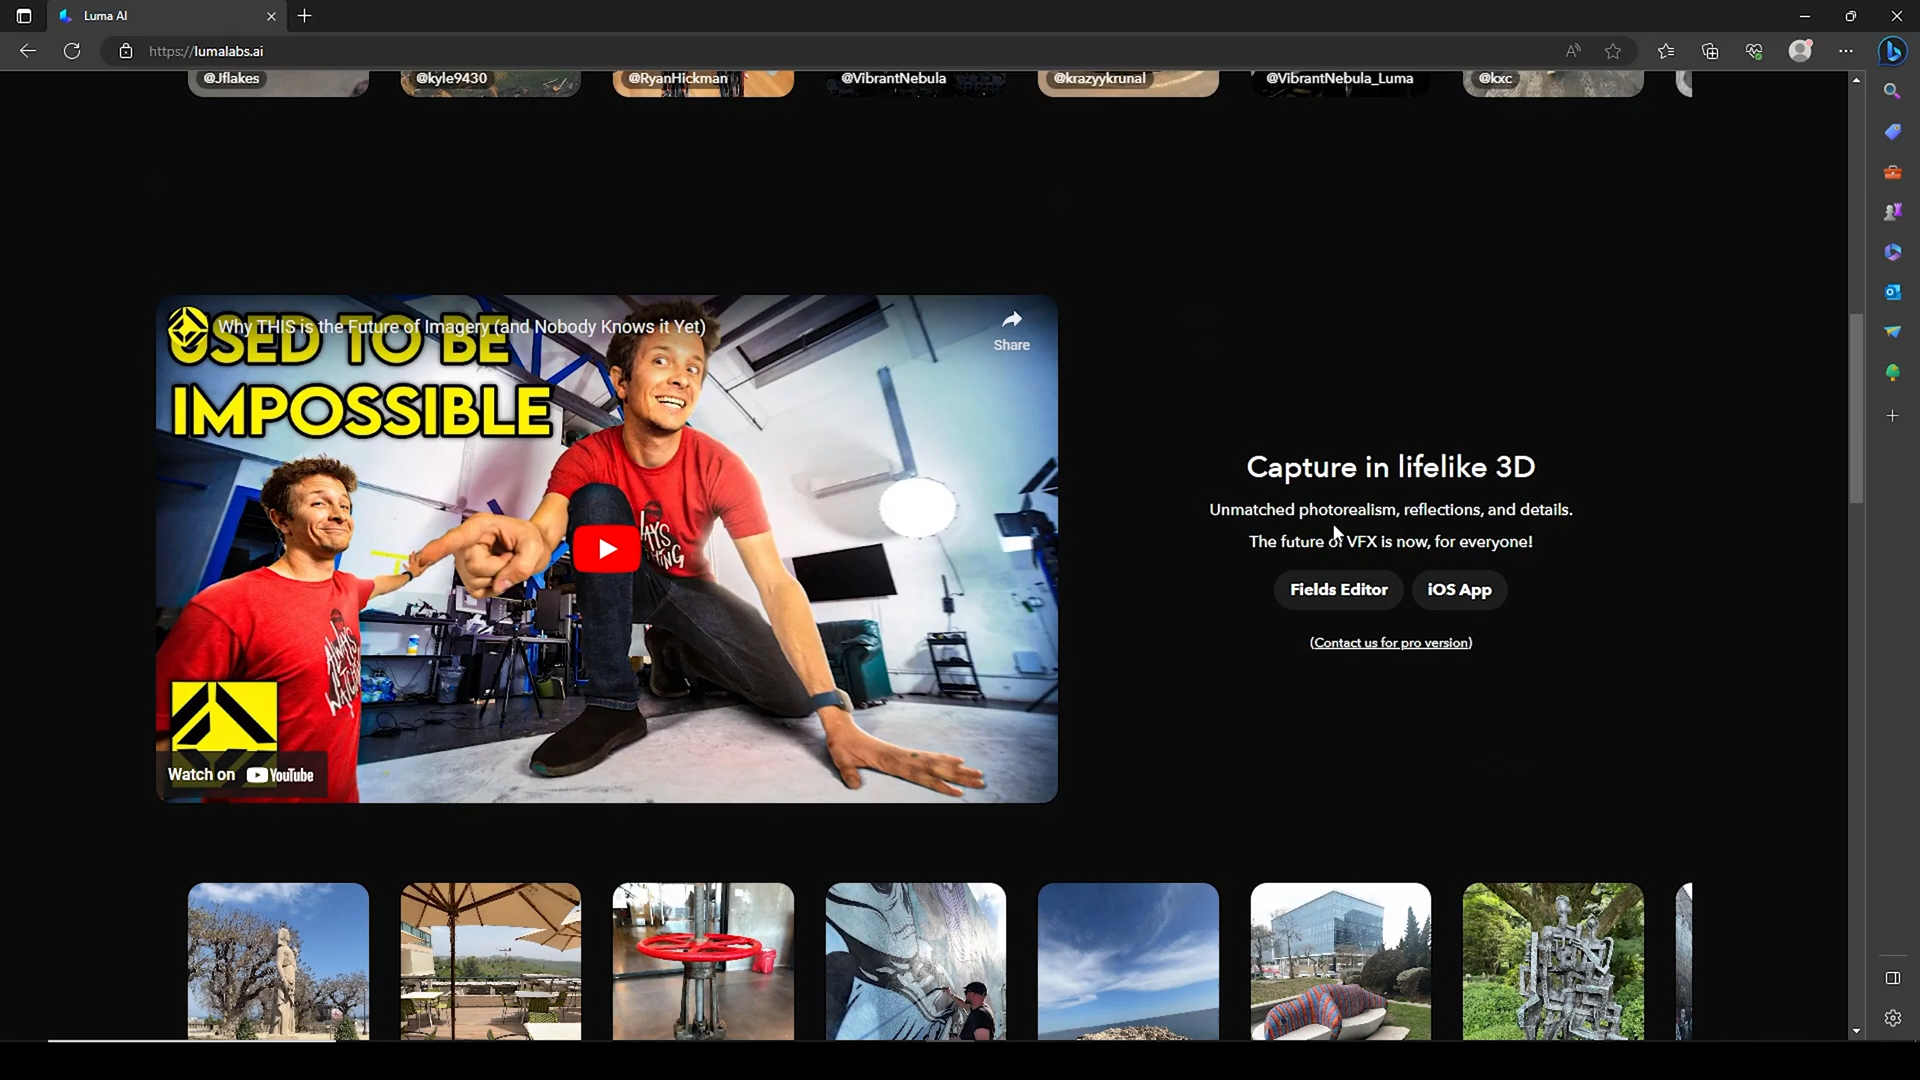 Luma AI
https://lumalabs.ai
@Jflakes
@kyle9430
@RyanHickman
@VibrantNebula
@krazyykrunal
@VibrantNebula_Luma
@kxc
Why THIS is the Future of Imagery (and Nobody Knows it Yet)
Share
USED TO BE
IMPOSSIBLE
Watch on YouTube
Capture in lifelike 3D
Unmatched photorealism, reflections, and details.
The future of VFX is now, for everyone!
Fields Editor
iOS App
(Contact us for pro version)